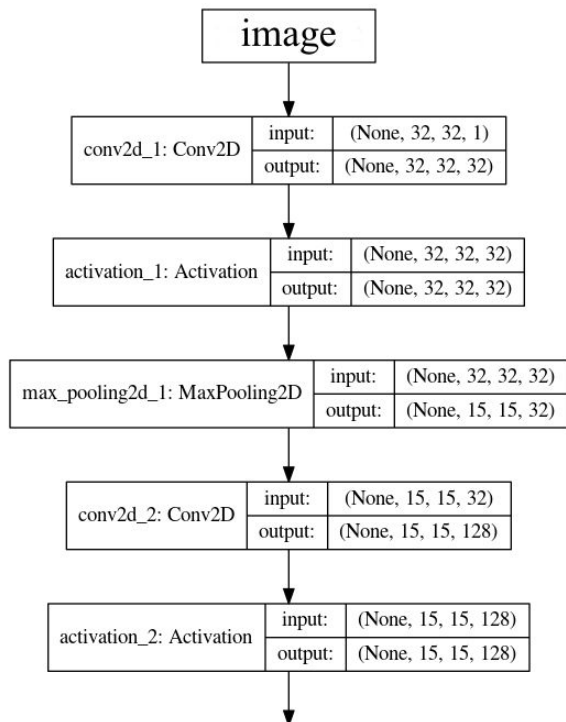 image
conv2d_1: Conv2D
input: (None, 32, 32, 1)
output: (None, 32, 32, 32)
activation_1: Activation
input: (None, 32, 32, 32)
output: (None, 32, 32, 32)
max_pooling2d_1: MaxPooling2D
input: (None, 32, 32, 32)
output: (None, 15, 15, 32)
conv2d_2: Conv2D
input: (None, 15, 15, 32)
output: (None, 15, 15, 128)
activation_2: Activation
input: (None, 15, 15, 128)
output: (None, 15, 15, 128)